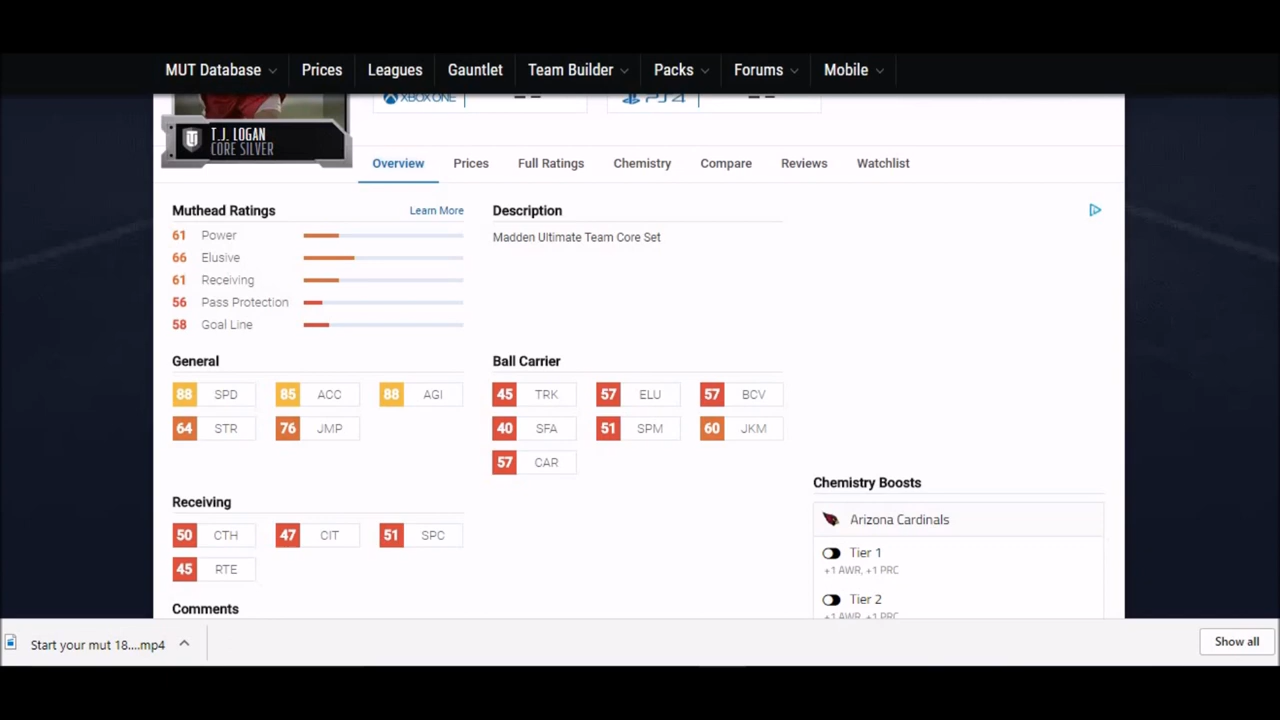 MUT Database Prices Leagues Gauntlet Team Builder Packs Forums Mobile
XBOX ONE -- PS4 --
T.J. LOGAN
CORE SILVER
Overview Prices Full Ratings Chemistry Compare Reviews Watchlist
Muthead Ratings Learn More
61 Power
66 Elusive
61 Receiving
56 Pass Protection
58 Goal Line
Description
Madden Ultimate Team Core Set
General
88 SPD 85 ACC 88 AGI
64 STR 76 JMP
Ball Carrier
45 TRK 57 ELU 57 BCV
40 SFA 51 SPM 60 JKM
57 CAR
Receiving
50 CTH 47 CIT 51 SPC
45 RTE
Chemistry Boosts
Arizona Cardinals
Tier 1
+1 AWR, +1 PRC
Tier 2
+1 AWR, +1 PRC
Comments
Start your mut 18....mp4
Show all